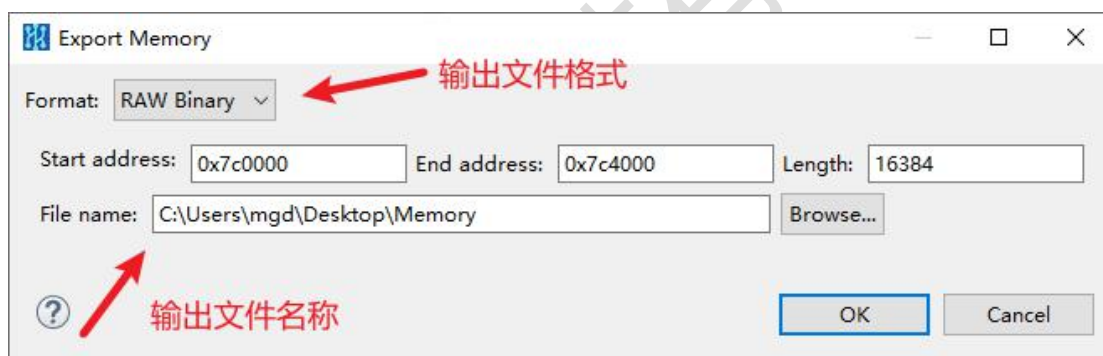 Export Memory
输出文件格式
Format: RAW Binary
Start address: 0x7c0000 End address: 0x7c4000 Length: 16384
File name: C:\Users\mgd\Desktop\Memory Browse...
输出文件名称
OK Cancel